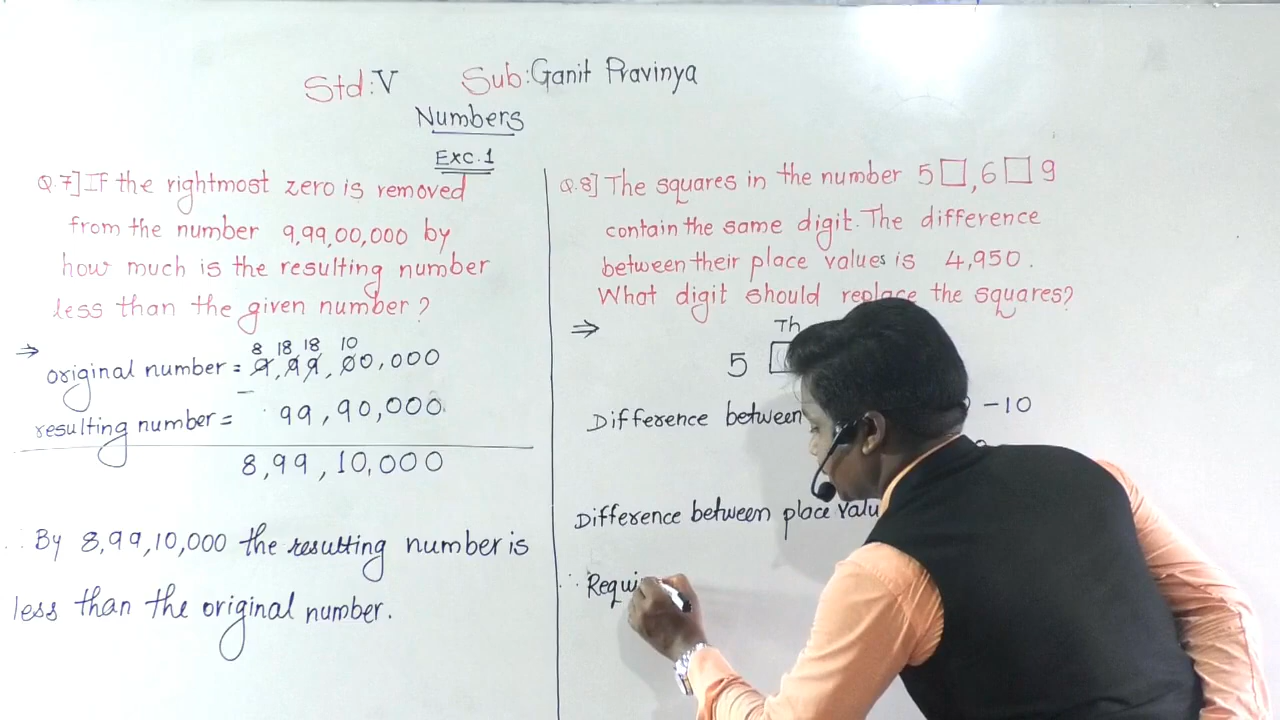 Std:V Sub:Ganit Pravinya
Numbers
Exc.1
Q.7] If the rightmost zero is removed
from the number 9,99,00,000 by
how much is the resulting number
less than the given number?
⇒ 8 18 18 10
original number = 9,99,00,000
resulting number = - 99,90,000
8,99,10,000
∴ By 8,99,10,000 the resulting number is
less than the original number.
Q.8] The squares in the number 5□,6□9
contain the same digit. The difference
between their place values is 4,950.
What digit should replace the squares?
⇒ Th
5 □
Difference between -10
Difference between place valu
∴ Requi